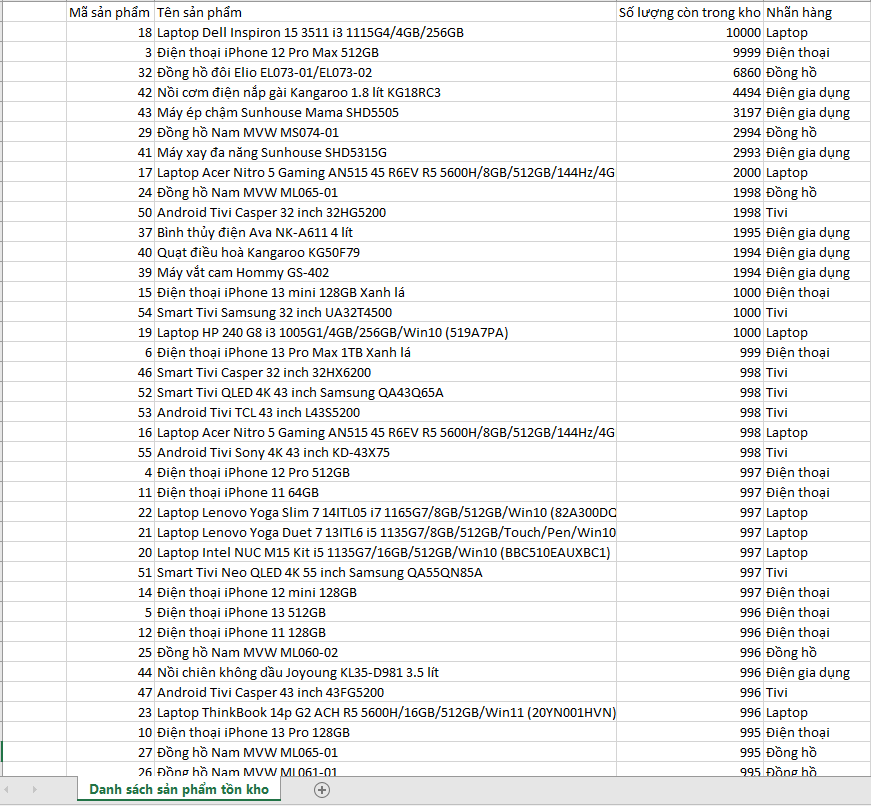 Mã sản phẩm Tên sản phẩm Số lượng còn trong kho Nhãn hàng
18 Laptop Dell Inspiron 15 3511 i3 1115G4/4GB/256GB 10000 Laptop
3 Điện thoại iPhone 12 Pro Max 512GB 9999 Điện thoại
32 Đồng hồ đôi Elio EL073-01/EL073-02 6860 Đồng hồ
42 Nồi cơm điện nắp gài Kangaroo 1.8 lít KG18RC3 4494 Điện gia dụng
43 Máy ép chậm Sunhouse Mama SHD5505 3197 Điện gia dụng
29 Đồng hồ Nam MVW MS074-01 2994 Đồng hồ
41 Máy xay đa năng Sunhouse SHD5315G 2993 Điện gia dụng
17 Laptop Acer Nitro 5 Gaming AN515 45 R6EV R5 5600H/8GB/512GB/144Hz/4G 2000 Laptop
24 Đồng hồ Nam MVW ML065-01 1998 Đồng hồ
50 Android Tivi Casper 32 inch 32HG5200 1998 Tivi
37 Bình thủy điện Ava NK-A611 4 lít 1995 Điện gia dụng
40 Quạt điều hoà Kangaroo KG50F79 1994 Điện gia dụng
39 Máy vắt cam Hommy GS-402 1994 Điện gia dụng
15 Điện thoại iPhone 13 mini 128GB Xanh lá 1000 Điện thoại
54 Smart Tivi Samsung 32 inch UA32T4500 1000 Tivi
19 Laptop HP 240 G8 i3 1005G1/4GB/256GB/Win10 (519A7PA) 1000 Laptop
6 Điện thoại iPhone 13 Pro Max 1TB Xanh lá 999 Điện thoại
46 Smart Tivi Casper 32 inch 32HX6200 998 Tivi
52 Smart Tivi QLED 4K 43 inch Samsung QA43Q65A 998 Tivi
53 Android Tivi TCL 43 inch L43S5200 998 Tivi
16 Laptop Acer Nitro 5 Gaming AN515 45 R6EV R5 5600H/8GB/512GB/144Hz/4G 998 Laptop
55 Android Tivi Sony 4K 43 inch KD-43X75 998 Tivi
4 Điện thoại iPhone 12 Pro 512GB 997 Điện thoại
11 Điện thoại iPhone 11 64GB 997 Điện thoại
22 Laptop Lenovo Yoga Slim 7 14ITL05 i7 1165G7/8GB/512GB/Win10 (82A300DQ 997 Laptop
21 Laptop Lenovo Yoga Duet 7 13ITL6 i5 1135G7/8GB/512GB/Touch/Pen/Win10 997 Laptop
20 Laptop Intel NUC M15 Kit i5 1135G7/16GB/512GB/Win10 (BBC510EAUXBC1) 997 Laptop
51 Smart Tivi Neo QLED 4K 55 inch Samsung QA55QN85A 997 Tivi
14 Điện thoại iPhone 12 mini 128GB 997 Điện thoại
5 Điện thoại iPhone 13 512GB 996 Điện thoại
12 Điện thoại iPhone 11 128GB 996 Điện thoại
25 Đồng hồ Nam MVW ML060-02 996 Đồng hồ
44 Nồi chiên không dầu Joyoung KL35-D981 3.5 lít 996 Điện gia dụng
47 Android Tivi Casper 43 inch 43FG5200 996 Tivi
23 Laptop ThinkBook 14p G2 ACH R5 5600H/16GB/512GB/Win11 (20YN001HVN) 996 Laptop
10 Điện thoại iPhone 13 Pro 128GB 995 Điện thoại
27 Đồng hồ Nam MVW ML065-01 995 Đồng hồ
26 Đồng hồ Nam MVW ML061-01 995 Đồng hồ
Danh sách sản phẩm tồn kho